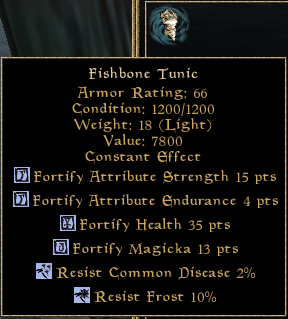 Fishbone Tunic
Armor Rating: 66
Condition: 1200/1200
Weight: 18 (Light)
Value: 7800
Constant Effect
Fortify Attribute Strength 15 pts
Fortify Attribute Endurance 4 pts
Fortify Health 35 pts
Fortify Magicka 13 pts
Resist Common Disease 2%
Resist Frost 10%